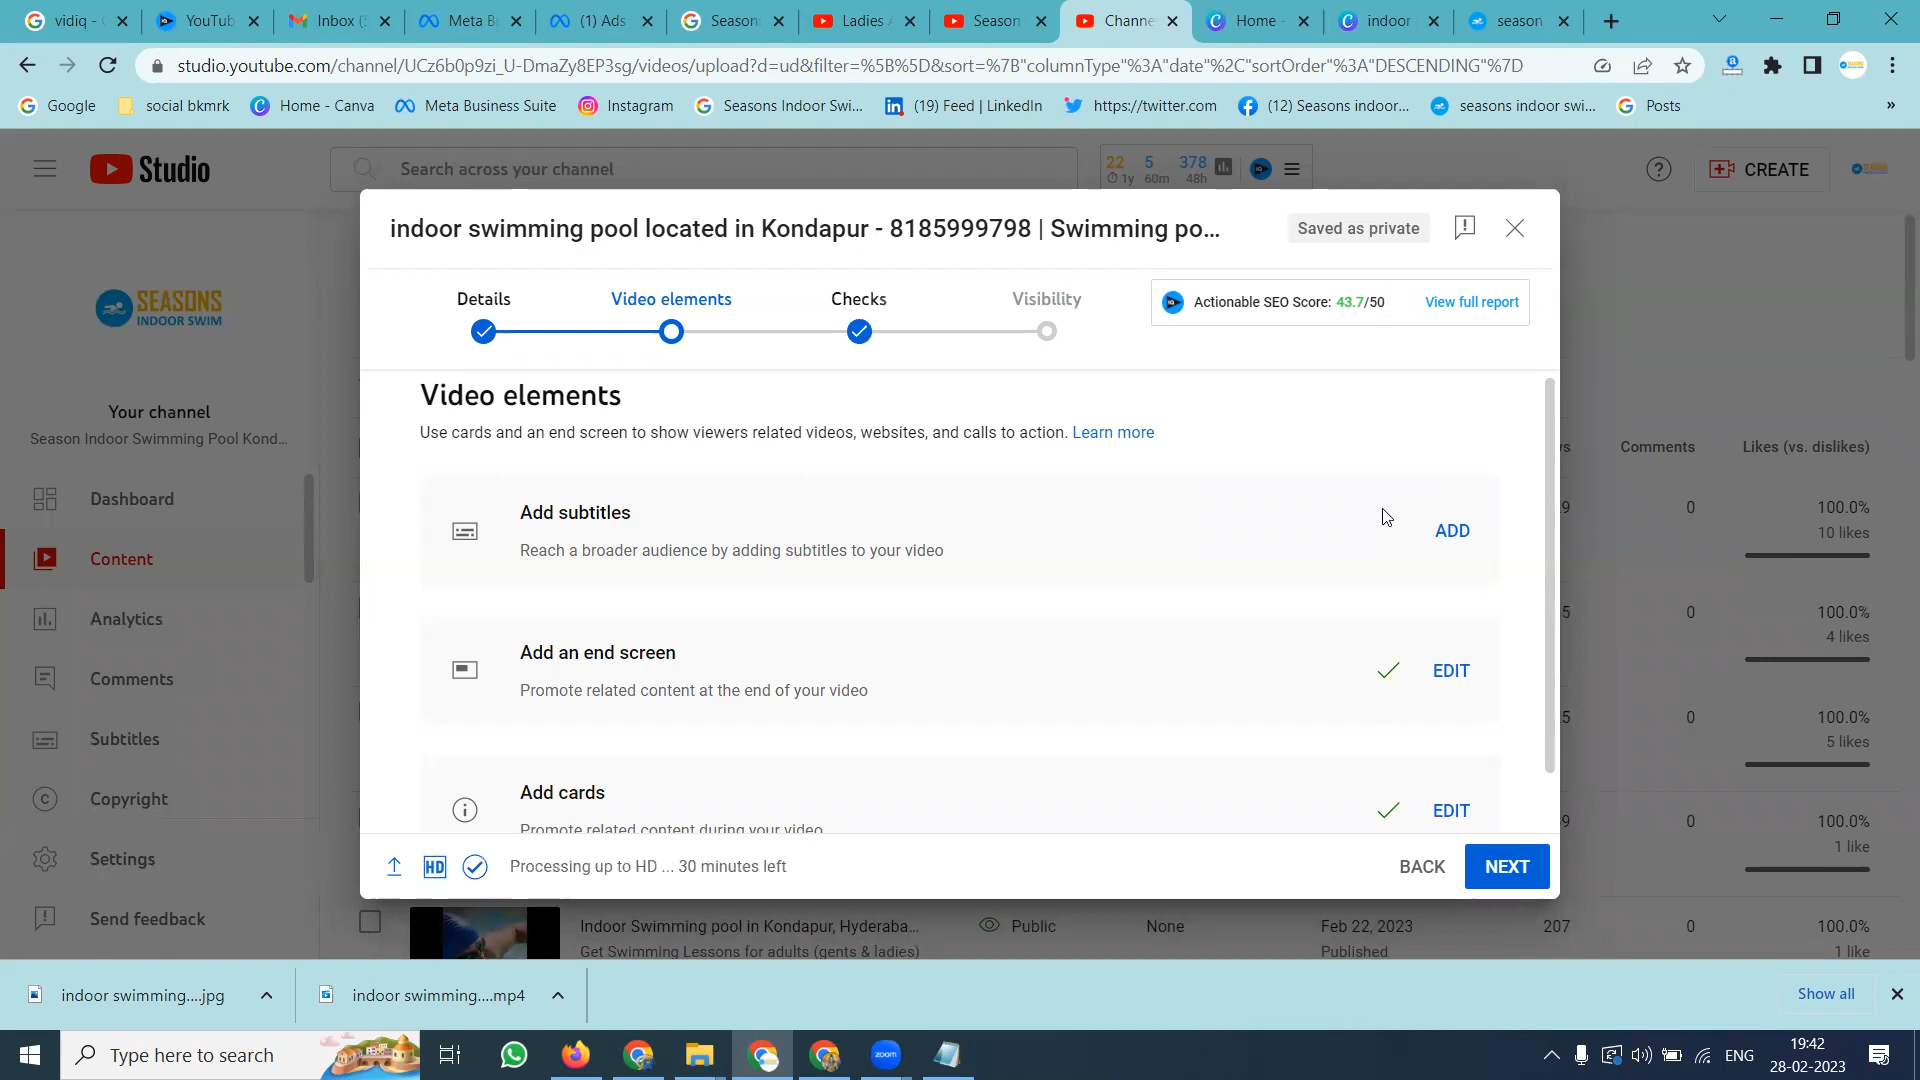 vidiq -
YouTub
Inbox (
Meta B
(1) Ads
Season
Ladies A
Season
Channe
Home -
indoor
season
studio.youtube.com/channel/UCz6b0p9zi_U-DmaZy8EP3sg/videos/upload?d=ud&filter=%5B%5D&sort=%7B"columnType"%3A"date"%2C"sortOrder"%3A"DESCENDING"%7D
Google
social bkmrk
Home - Canva
Meta Business Suite
Instagram
Seasons Indoor Swi...
(19) Feed | LinkedIn
https://twitter.com
(12) Seasons indoor...
seasons indoor swi...
Posts
»
Studio
Search across your channel
22 5 378
1y 60m 48h
CREATE
indoor swimming pool located in Kondapur - 8185999798 | Swimming po...
Saved as private
Details
Video elements
Checks
Visibility
Actionable SEO Score: 43.7/50
View full report
SEASONS
INDOOR SWIM
Your channel
Season Indoor Swimming Pool Kond...
Dashboard
Content
Analytics
Comments
Subtitles
Copyright
Settings
Send feedback
Video elements
Use cards and an end screen to show viewers related videos, websites, and calls to action. Learn more
Add subtitles
Reach a broader audience by adding subtitles to your video
ADD
Add an end screen
Promote related content at the end of your video
EDIT
Add cards
Promote related content during your video
EDIT
HD
Processing up to HD ... 30 minutes left
BACK
NEXT
Comments
Likes (vs. dislikes)
0
100.0%
10 likes
0
100.0%
4 likes
0
100.0%
5 likes
0
100.0%
1 like
Indoor Swimming pool in Kondapur, Hyderaba...
Get Swimming Lessons for adults (gents & ladies)
Public
None
Feb 22, 2023
Published
207
0
100.0%
1 like
indoor swimming....jpg
indoor swimming....mp4
Show all
Type here to search
zoom
ENG
19:42
28-02-2023